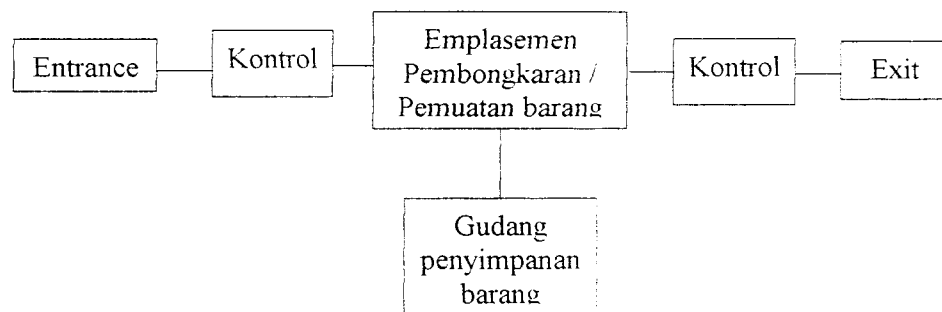 Entrance
Kontrol
Emplasemen
Pembongkaran /
Pemuatan barang
Kontrol
Exit
Gudang
penyimpanan
barang